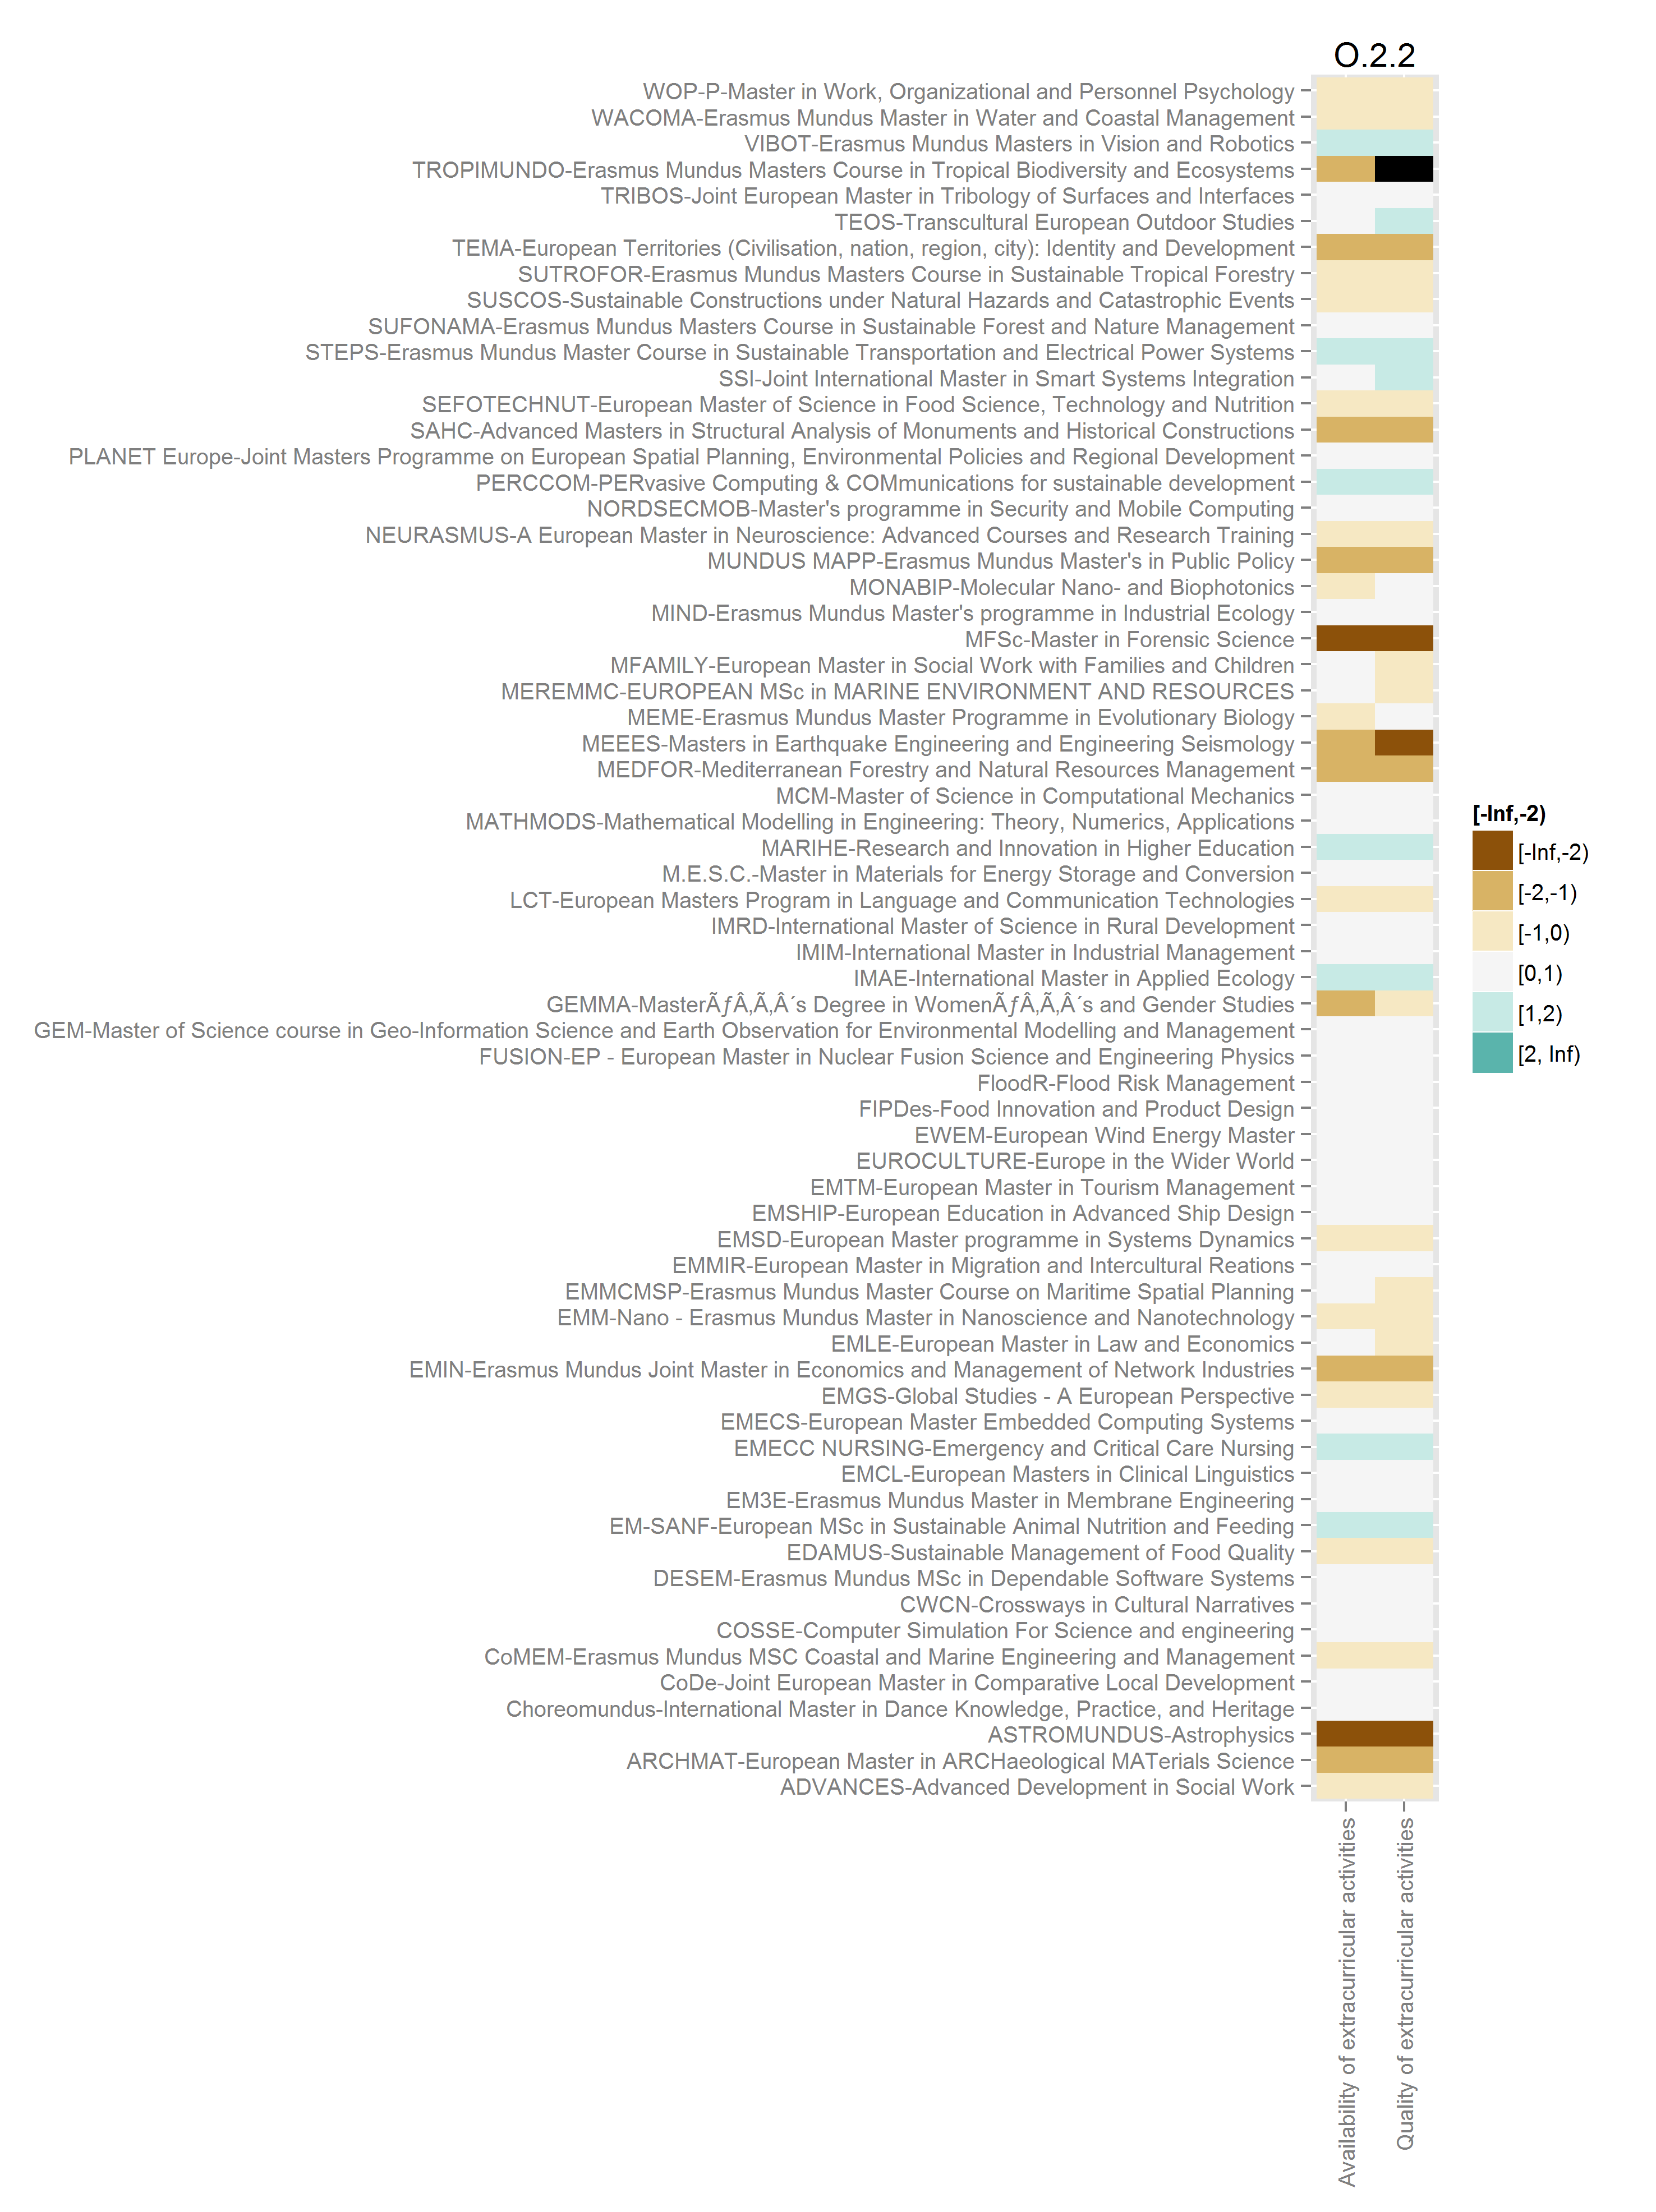 O.2.2
WOP-P-Master in Work, Organizational and Personnel Psychology
WACOMA-Erasmus Mundus Master in Water and Coastal Management
VIBOT-Erasmus Mundus Masters in Vision and Robotics
TROPIMUNDO-Erasmus Mundus Masters Course in Tropical Biodiversity and Ecosystems
TRIBOS-Joint European Master in Tribology of Surfaces and Interfaces
TEOS-Transcultural European Outdoor Studies
TEMA-European Territories (Civilisation, nation, region, city): Identity and Development
SUTROFOR-Erasmus Mundus Masters Course in Sustainable Tropical Forestry
SUSCOS-Sustainable Constructions under Natural Hazards and Catastrophic Events
SUFONAMA-Erasmus Mundus Masters Course in Sustainable Forest and Nature Management
STEPS-Erasmus Mundus Master Course in Sustainable Transportation and Electrical Power Systems
SSI-Joint International Master in Smart Systems Integration
SEFOTECHNUT-European Master of Science in Food Science, Technology and Nutrition
SAHC-Advanced Masters in Structural Analysis of Monuments and Historical Constructions
PLANET Europe-Joint Masters Programme on European Spatial Planning, Environmental Policies and Regional Development
PERCCOM-PERvasive Computing & COMmunications for sustainable development
NORDSECMOB-Master's programme in Security and Mobile Computing
NEURASMUS-A European Master in Neuroscience: Advanced Courses and Research Training
MUNDUS MAPP-Erasmus Mundus Master's in Public Policy
MONABIP-Molecular Nano- and Biophotonics
MIND-Erasmus Mundus Master's programme in Industrial Ecology
MFSc-Master in Forensic Science
MFAMILY-European Master in Social Work with Families and Children
MEREMMC-EUROPEAN MSc in MARINE ENVIRONMENT AND RESOURCES
MEME-Erasmus Mundus Master Programme in Evolutionary Biology
MEEES-Masters in Earthquake Engineering and Engineering Seismology
MEDFOR-Mediterranean Forestry and Natural Resources Management
MCM-Master of Science in Computational Mechanics
MATHMODS-Mathematical Modelling in Engineering: Theory, Numerics, Applications
MARIHE-Research and Innovation in Higher Education
M.E.S.C.-Master in Materials for Energy Storage and Conversion
LCT-European Masters Program in Language and Communication Technologies
IMRD-International Master of Science in Rural Development
IMIM-International Master in Industrial Management
IMAE-International Master in Applied Ecology
GEMMA-MasterÃƒÂ‚Ã‚Â´s Degree in WomenÃƒÂ‚Ã‚Â´s and Gender Studies
GEM-Master of Science course in Geo-Information Science and Earth Observation for Environmental Modelling and Management
FUSION-EP - European Master in Nuclear Fusion Science and Engineering Physics
FloodR-Flood Risk Management
FIPDes-Food Innovation and Product Design
EWEM-European Wind Energy Master
EUROCULTURE-Europe in the Wider World
EMTM-European Master in Tourism Management
EMSHIP-European Education in Advanced Ship Design
EMSD-European Master programme in Systems Dynamics
EMMIR-European Master in Migration and Intercultural Reations
EMMCMSP-Erasmus Mundus Master Course on Maritime Spatial Planning
EMM-Nano - Erasmus Mundus Master in Nanoscience and Nanotechnology
EMLE-European Master in Law and Economics
EMIN-Erasmus Mundus Joint Master in Economics and Management of Network Industries
EMGS-Global Studies - A European Perspective
EMECS-European Master Embedded Computing Systems
EMECC NURSING-Emergency and Critical Care Nursing
EMCL-European Masters in Clinical Linguistics
EM3E-Erasmus Mundus Master in Membrane Engineering
EM-SANF-European MSc in Sustainable Animal Nutrition and Feeding
EDAMUS-Sustainable Management of Food Quality
DESEM-Erasmus Mundus MSc in Dependable Software Systems
CWCN-Crossways in Cultural Narratives
COSSE-Computer Simulation For Science and engineering
CoMEM-Erasmus Mundus MSC Coastal and Marine Engineering and Management
CoDe-Joint European Master in Comparative Local Development
Choreomundus-International Master in Dance Knowledge, Practice, and Heritage
ASTROMUNDUS-Astrophysics
ARCHMAT-European Master in ARCHaeological MATerials Science
ADVANCES-Advanced Development in Social Work
Availability of extracurricular activities
Quality of extracurricular activities
[-Inf,-2)
[-Inf,-2)
[-2,-1)
[-1,0)
[0,1)
[1,2)
[2, Inf)